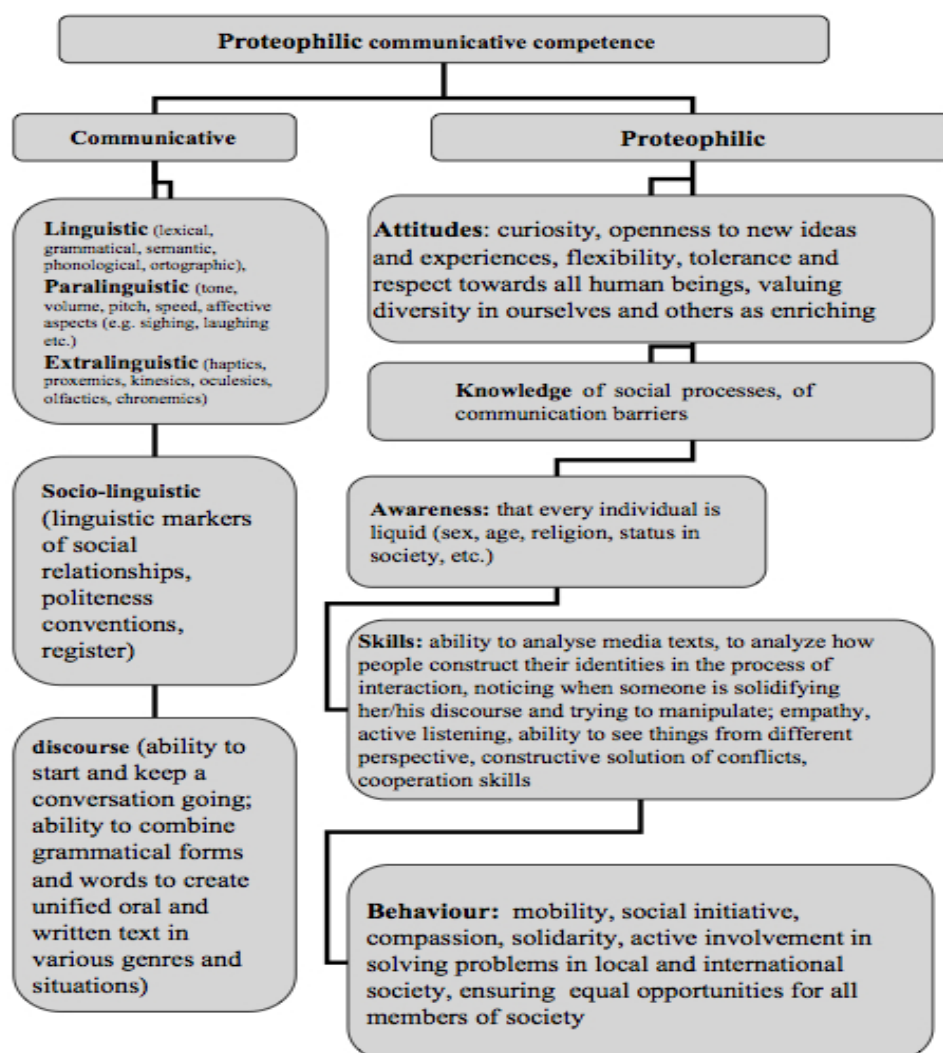 Proteophilic communicative competence
Communicative
Linguistic (lexical,
grammatical, semantic,
phonological, ortographic),
Paralinguistic (tone,
volume, pitch, speed, affective
aspects (e.g. sighing, laughing
etc.)
Extralinguistic (haptics,
proxemics, kinesics, oculesics,
olfactics, chronemics)
Socio-linguistic
(linguistic markers
of social
relationships,
politeness
conventions,
register)
discourse (ability to
start and keep a
conversation going;
ability to combine
grammatical forms
and words to create
unified oral and
written text in
various genres and
situations)
Proteophilic
Attitudes: curiosity, openness to new ideas
and experiences, flexibility, tolerance and
respect towards all human beings, valuing
diversity in ourselves and others as enriching
Knowledge of social processes, of
communication barriers
Awareness: that every individual is
liquid (sex, age, religion, status in
society, etc.)
Skills: ability to analyse media texts, to analyze how
people construct their identities in the process of
interaction, noticing when someone is solidifying
her/his discourse and trying to manipulate; empathy,
active listening, ability to see things from different
perspective, constructive solution of conflicts,
cooperation skills
Behaviour: mobility, social initiative,
compassion, solidarity, active involvement in
solving problems in local and international
society, ensuring equal opportunities for all
members of society